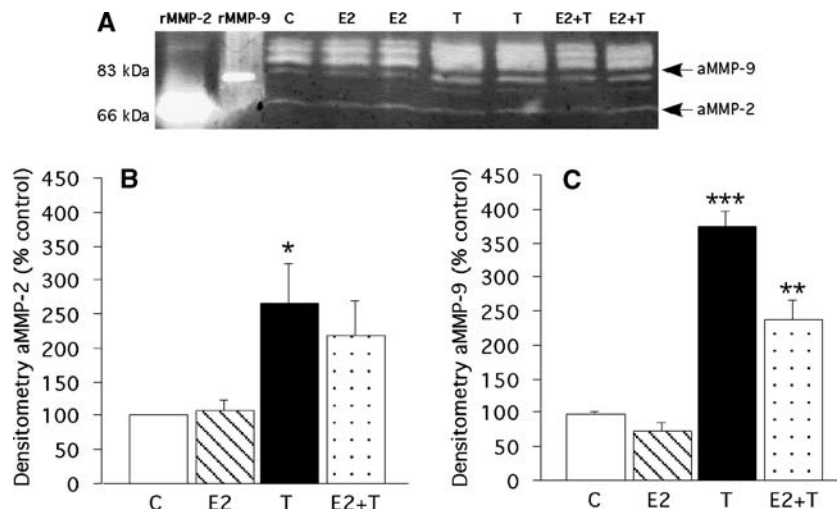 A
rMMP-2 rMMP-9 C E2 E2 T T E2+T E2+T
83 kDa
aMMP-9
66 kDa
aMMP-2
B
Densitometry aMMP-2 (% control)
450
400
350
300
250
200
150
100
50
0
*
C E2 T E2+T
C
Densitometry aMMP-9 (% control)
450
400
350
300
250
200
150
100
50
0
***
**
C E2 T E2+T